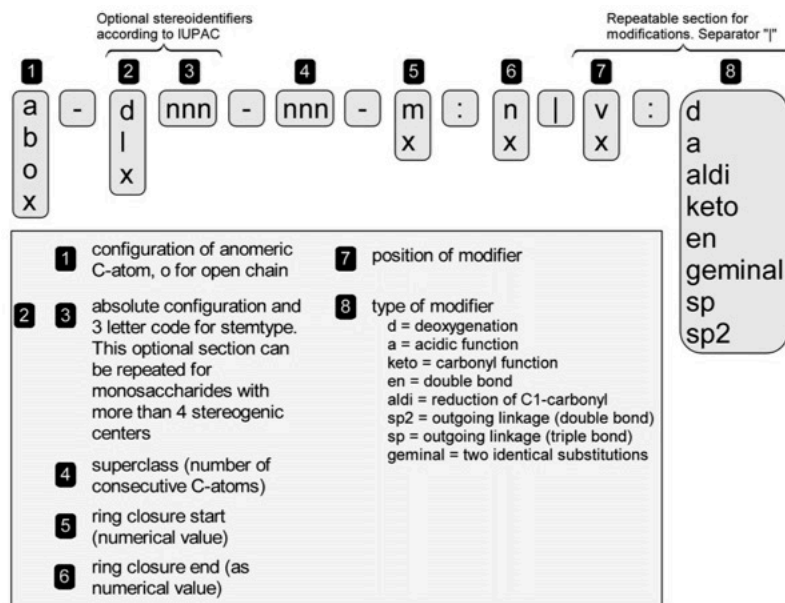 Optional stereoidentifiers
according to IUPAC
Repeatable section for
modifications. Separator "|"
1 2 3 4 5 6 7 8
a - d nnn - nnn - m : n | v : d
b l x x x a
o x aldi
x keto
en
geminal
sp
sp2
1 configuration of anomeric
C-atom, o for open chain
2 3 absolute configuration and
3 letter code for stemtype.
This optional section can
be repeated for
monosaccharides with
more than 4 stereogenic
centers
4 superclass (number of
consecutive C-atoms)
5 ring closure start
(numerical value)
6 ring closure end (as
numerical value)
7 position of modifier
8 type of modifier
d = deoxygenation
a = acidic function
keto = carbonyl function
en = double bond
aldi = reduction of C1-carbonyl
sp2 = outgoing linkage (double bond)
sp = outgoing linkage (triple bond)
geminal = two identical substitutions